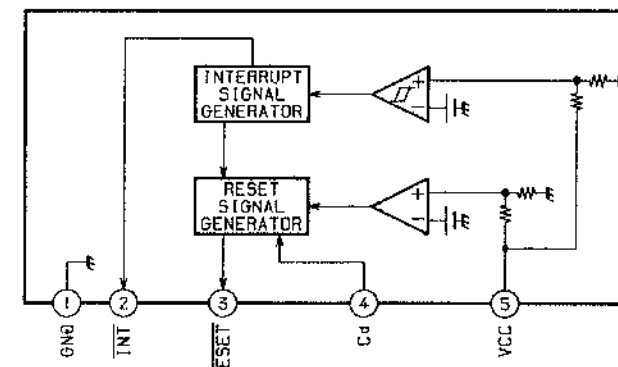 INTERRUPT
SIGNAL
GENERATOR
+
−
RESET
SIGNAL
GENERATOR
+
−
1
2
3
4
5
GND
INT
RESET
Cd
VCC